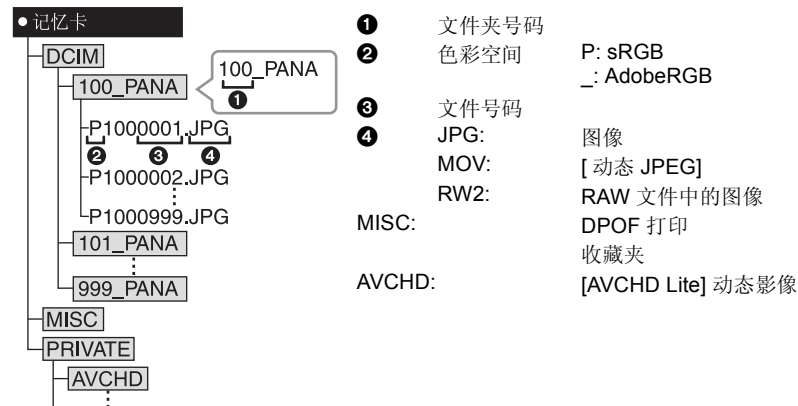 ●记忆卡
DCIM
100_PANA
100_PANA
❶
P1000001.JPG
❷ ❸ ❹
P1000002.JPG
P1000999.JPG
101_PANA
999_PANA
MISC
PRIVATE
AVCHD
❶ 文件夹号码
❷ 色彩空间 P: sRGB
_: AdobeRGB
❸ 文件号码
❹ JPG: 图像
MOV: [ 动态 JPEG]
RW2: RAW 文件中的图像
MISC: DPOF 打印
收藏夹
AVCHD: [AVCHD Lite] 动态影像